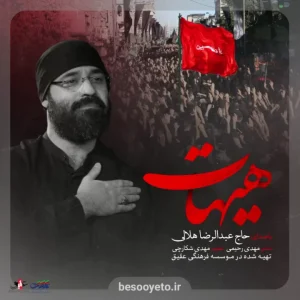 هیهات
حاج عبدالرضا هلالی
مهدی رحیمی
مهدی شکارچی
تهیه شده در موسسه فرهنگی عقیق
besooyeto.ir